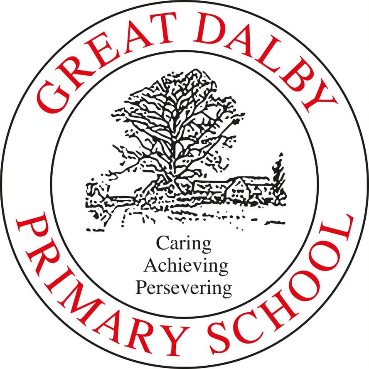 GREAT DALBY
Caring
Achieving
Persevering
PRIMARY SCHOOL